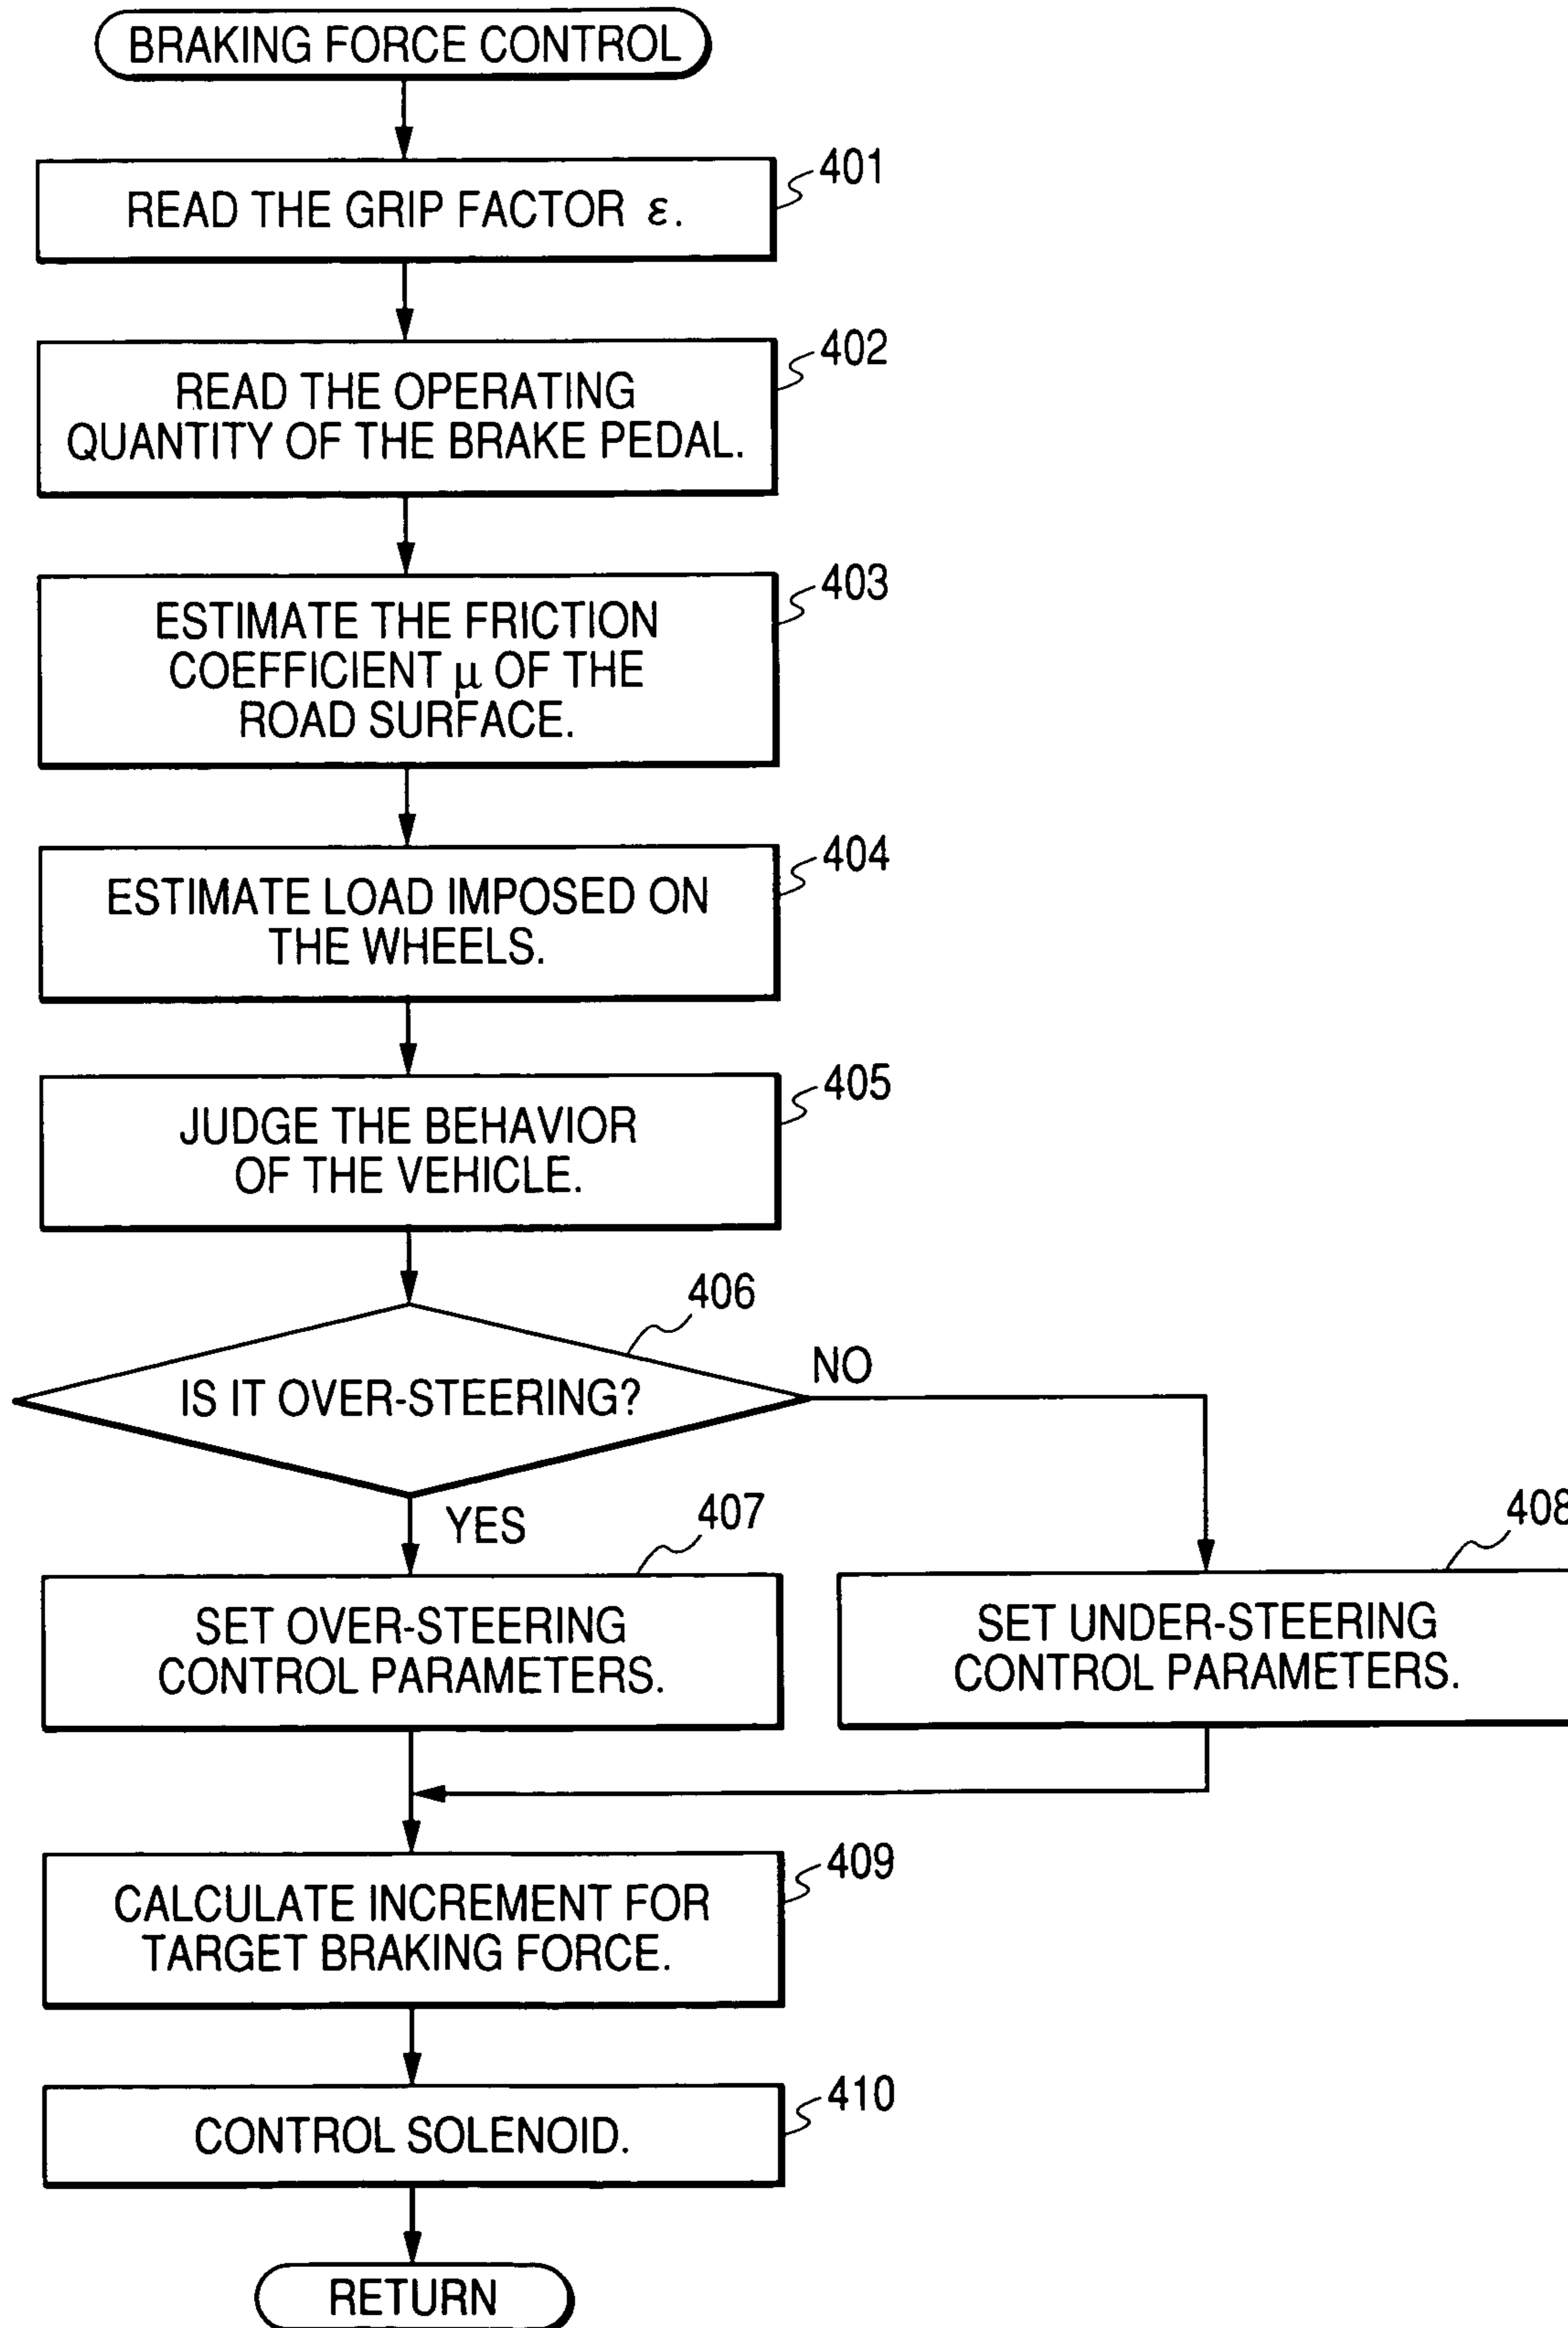 BRAKING FORCE CONTROL
401
READ THE GRIP FACTOR ε.
402
READ THE OPERATING
QUANTITY OF THE BRAKE PEDAL.
403
ESTIMATE THE FRICTION
COEFFICIENT μ OF THE
ROAD SURFACE.
404
ESTIMATE LOAD IMPOSED ON
THE WHEELS.
405
JUDGE THE BEHAVIOR
OF THE VEHICLE.
406
IS IT OVER-STEERING?
NO
YES
407
SET OVER-STEERING
CONTROL PARAMETERS.
408
SET UNDER-STEERING
CONTROL PARAMETERS.
409
CALCULATE INCREMENT FOR
TARGET BRAKING FORCE.
410
CONTROL SOLENOID.
RETURN